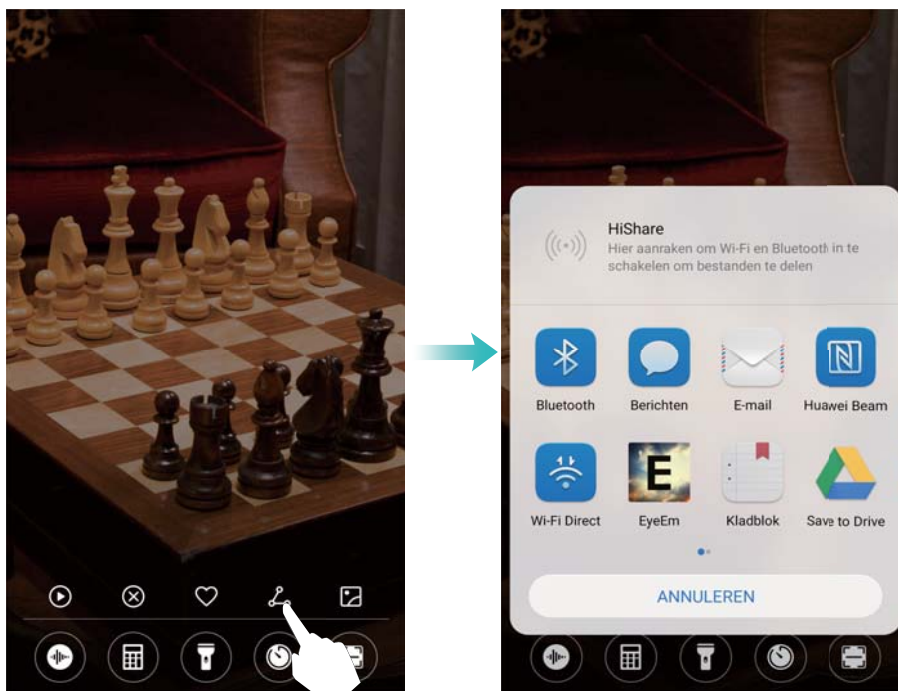 HiShare
Hier aanraken om Wi-Fi en Bluetooth in te
schakelen om bestanden te delen
Bluetooth
Berichten
E-mail
Huawei Beam
E
Wi-Fi Direct
EyeEm
Kladblok
Save to Drive
ANNULEREN